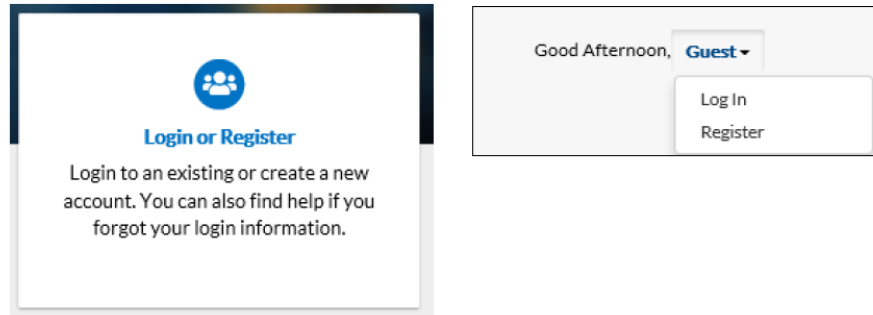 Login or Register
Login to an existing or create a new
account. You can also find help if you
forgot your login information.
Good Afternoon, Guest
Log In
Register